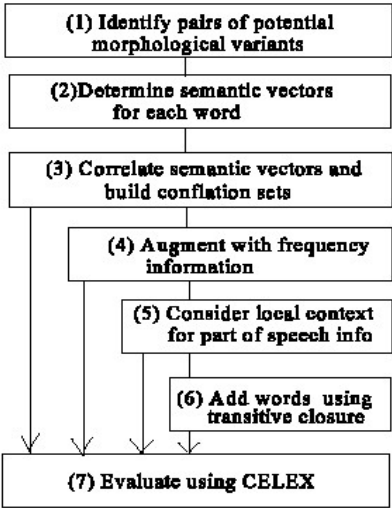 (1) Identify pairs of potential
morphological variants
(2)Determine semantic vectors
for each word
(3) Correlate semantic vectors and
build conflation sets
(4) Augment with frequency
information
(5) Consider local context
for part of speech info
(6) Add words using
transitive closure
(7) Evaluate using CELEX